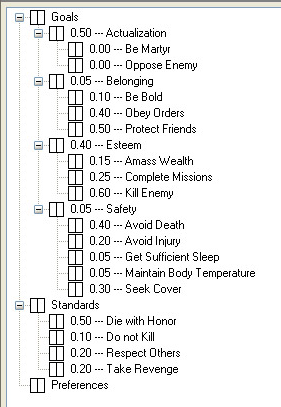 Goals
0.50 --- Actualization
0.00 --- Be Martyr
0.00 --- Oppose Enemy
0.05 --- Belonging
0.10 --- Be Bold
0.40 --- Obey Orders
0.50 --- Protect Friends
0.40 --- Esteem
0.15 --- Amass Wealth
0.25 --- Complete Missions
0.60 --- Kill Enemy
0.05 --- Safety
0.40 --- Avoid Death
0.20 --- Avoid Injury
0.05 --- Get Sufficient Sleep
0.05 --- Maintain Body Temperature
0.30 --- Seek Cover
Standards
0.50 --- Die with Honor
0.10 --- Do not Kill
0.20 --- Respect Others
0.20 --- Take Revenge
Preferences